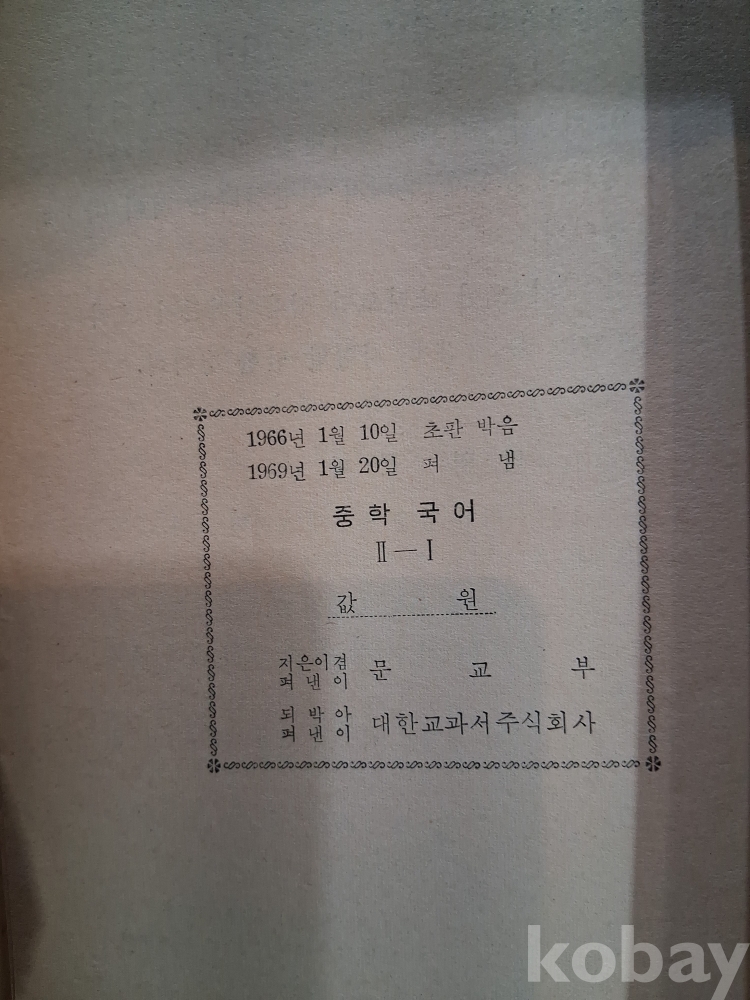 1966년 1월 10일 초판 박음
1969년 1월 20일 펴 냄
중학 국어
Ⅱ—Ⅰ
값 원
지은이겸
펴낸이
문교부
되박아
펴낸이
대한교과서주식회사
kobay